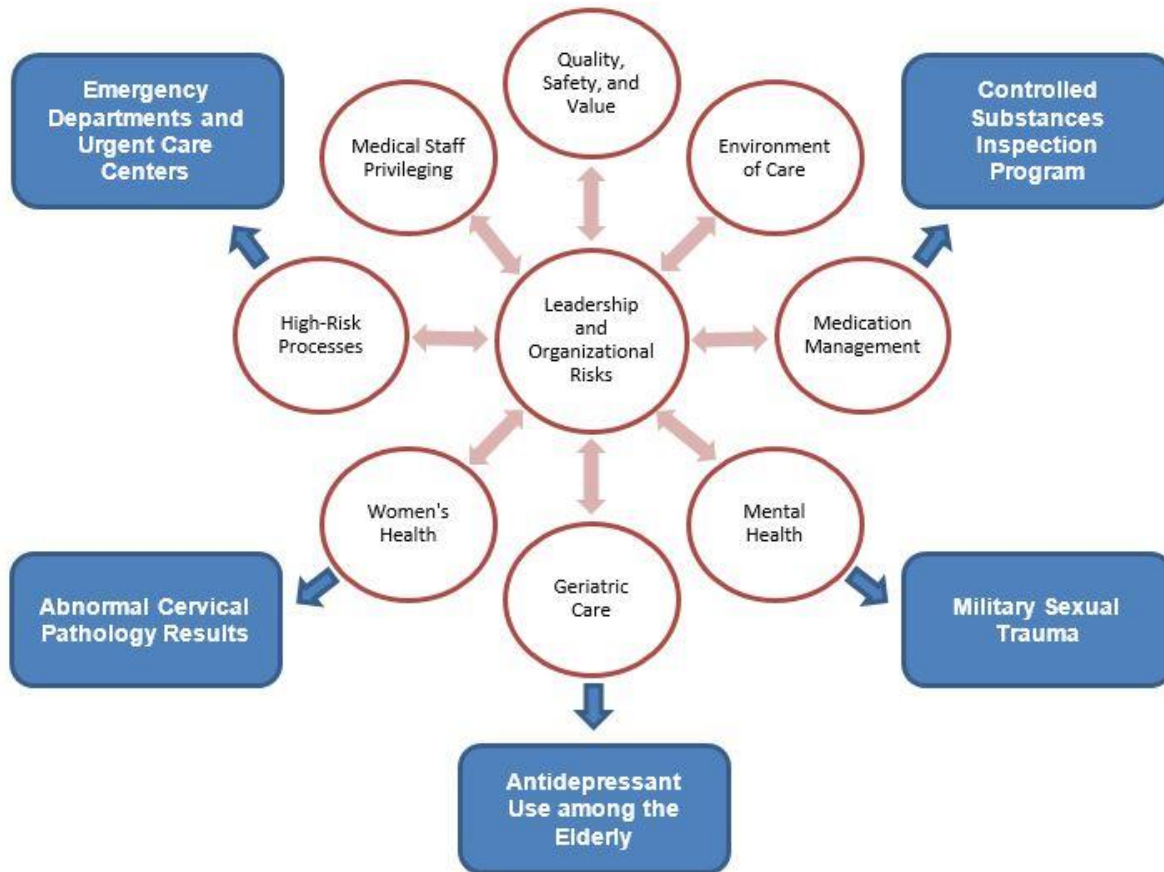 Quality,
Safety, and
Value
Emergency
Departments and
Urgent Care
Centers
Controlled
Substances
Inspection
Program
Medical Staff
Privileging
Environment
of Care
High-Risk
Processes
Leadership
and
Organizational
Risks
Medication
Management
Women's
Health
Mental
Health
Geriatric
Care
Abnormal Cervical
Pathology Results
Military Sexual
Trauma
Antidepressant
Use among the
Elderly